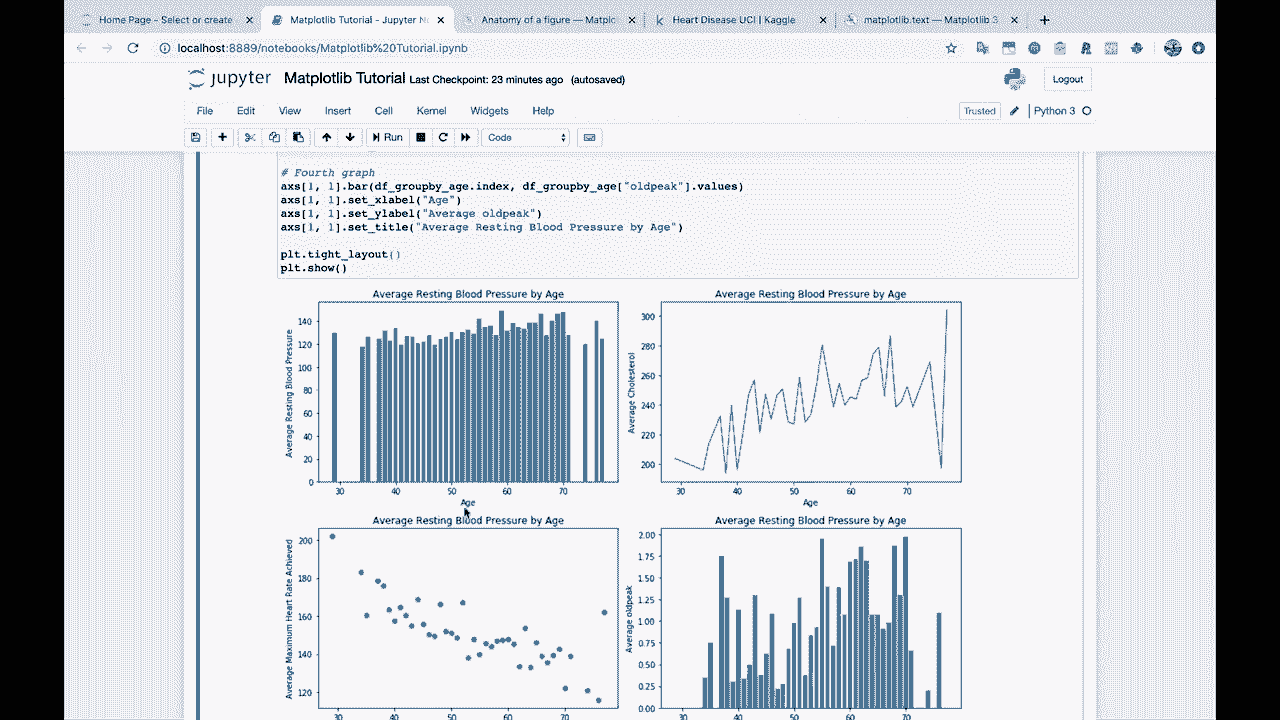 Home Page - Select or create
Matplotlib Tutorial - Jupyter N
Anatomy of a figure — Matpl
Heart Disease UCI | Kaggle
matplotlib.text — Matplotlib 3
localhost:8889/notebooks/Matplotlib%20Tutorial.ipynb
jupyter Matplotlib Tutorial Last Checkpoint: 23 minutes ago (autosaved)
Logout
File Edit View Insert Cell Kernel Widgets Help
Trusted
Python 3
Run
Code
# Fourth graph
axs[1, 1].bar(df_groupby_age.index, df_groupby_age["oldpeak"].values)
axs[1, 1].set_xlabel("Age")
axs[1, 1].set_ylabel("Average oldpeak")
axs[1, 1].set_title("Average Resting Blood Pressure by Age")
plt.tight_layout()
plt.show()
Average Resting Blood Pressure by Age
Average Resting Blood Pressure
140
120
100
80
60
40
20
0
30 40 50 60 70
Age
Average Resting Blood Pressure by Age
Average Cholesterol
300
280
260
240
220
200
30 40 50 60 70
Age
Average Resting Blood Pressure by Age
Average Maximum Heart Rate Achieved
200
180
160
140
120
30 40 50 60 70
Average Resting Blood Pressure by Age
Average oldpeak
2.00
1.75
1.50
1.25
1.00
0.75
0.50
0.25
0.00
30 40 50 60 70